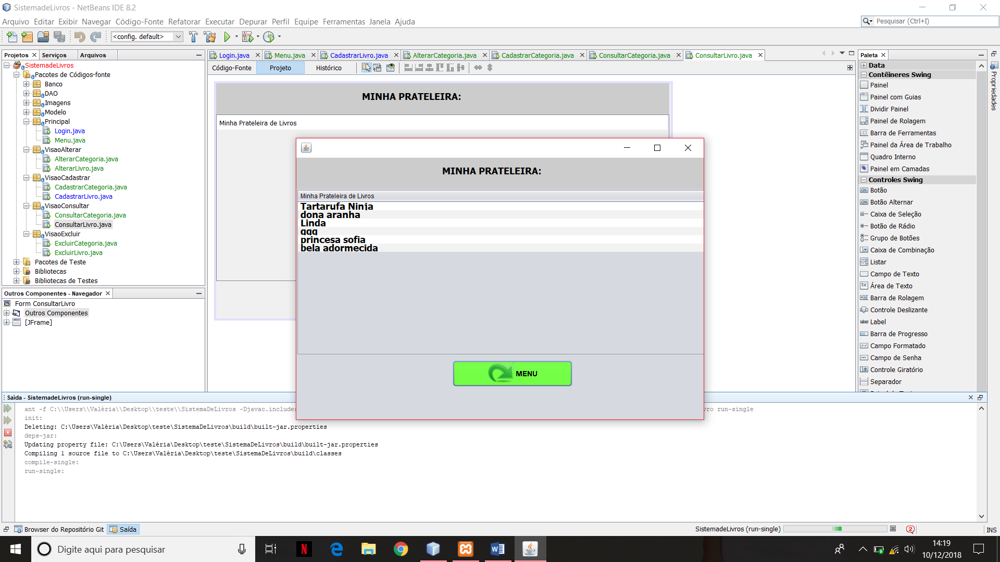 SistemadeLivros - NetBeans IDE 8.2
Arquivo Editar Exibir Navegar Código-Fonte Refatorar Executar Depurar Perfil Equipe Ferramentas Janela Ajuda
Pesquisar (Ctrl+I)
<config. default>
Projetos Serviços Arquivos
SistemadeLivros
Pacotes de Códigos-fonte
Banco
DAO
Imagens
Modelo
Principal
Login.java
Menu.java
VisaoAlterar
AlterarCategoria.java
AlterarLivro.java
VisaoCadastrar
CadastrarCategoria.java
CadastrarLivro.java
VisaoConsultar
ConsultarCategoria.java
ConsultarLivro.java
VisaoExcluir
ExcluirCategoria.java
ExcluirLivro.java
Pacotes de Teste
Bibliotecas
Bibliotecas de Testes
Outros Componentes - Navegador
Form ConsultarLivro
Outros Componentes
[JFrame]
Login.java Menu.java CadastrarLivro.java AlterarCategoria.java CadastrarCategoria.java ConsultarCategoria.java ConsultarLivro.java
Código-Fonte Projeto Histórico
MINHA PRATELEIRA:
Minha Prateleira de Livros
MINHA PRATELEIRA:
Minha Prateleira de Livros
Tartarufa Ninja
dona aranha
Linda
qqq
princesa sofia
bela adormecida
MENU
Paleta
Data
Contêineres Swing
Painel
Painel com Guias
Dividir Painel
Painel de Rolagem
Barra de Ferramentas
Painel da Área de Trabalho
Quadro Interno
Painel em Camadas
Controles Swing
Botão
Botão Alternar
Caixa de Seleção
Botão de Rádio
Grupo de Botões
Caixa de Combinação
Listar
Campo de Texto
Área de Texto
Barra de Rolagem
Controle Deslizante
Label
Barra de Progresso
Campo Formatado
Campo de Senha
Controle Giratório
Separador
Propriedades
Saída - SistemadeLivros (run-single)
ant -f C:\\Users\\Valéria\\Desktop\\teste\\SistemaDeLivros -Djavac.includes run-single
init:
Deleting: C:\Users\Valéria\Desktop\teste\SistemaDeLivros\build\built-jar.properties
deps-jar:
Updating property file: C:\Users\Valéria\Desktop\teste\SistemaDeLivros\build\built-jar.properties
Compiling 1 source file to C:\Users\Valéria\Desktop\teste\SistemaDeLivros\build\classes
compile-single:
run-single:
Browser do Repositório Git Saída
SistemadeLivros (run-single)
2
INS
Digite aqui para pesquisar
14:19
10/12/2018